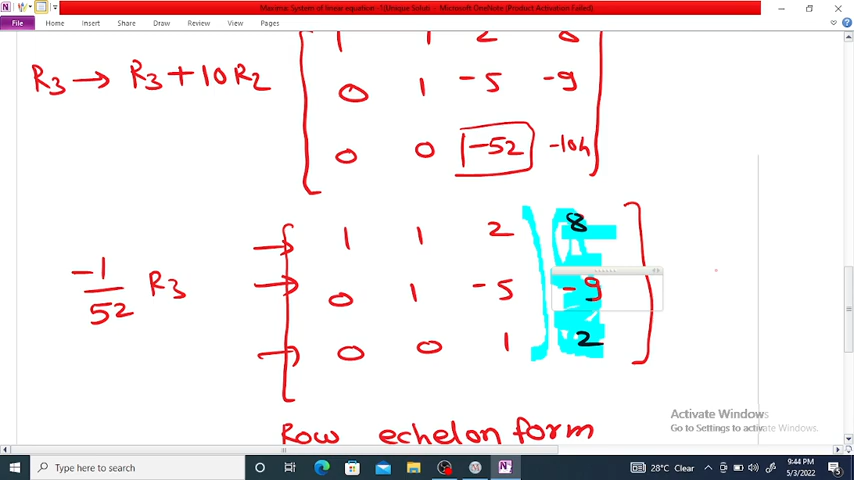 Maxima: System of linear equation -1(Unique Soluti - Microsoft OneNote (Product Activation Failed)
File Home Insert Share Draw Review View Pages
1 1 2 8
R3 → R3 + 10R2
0 1 -5 -9
0 0 -52 -104
1 1 2 8
-1/52 R3
0 1 -5 -9
0 0 1 2
Row echelon form
Activate Windows
Go to Settings to activate Windows.
Type here to search
28°C Clear
9:44 PM
5/3/2022
5